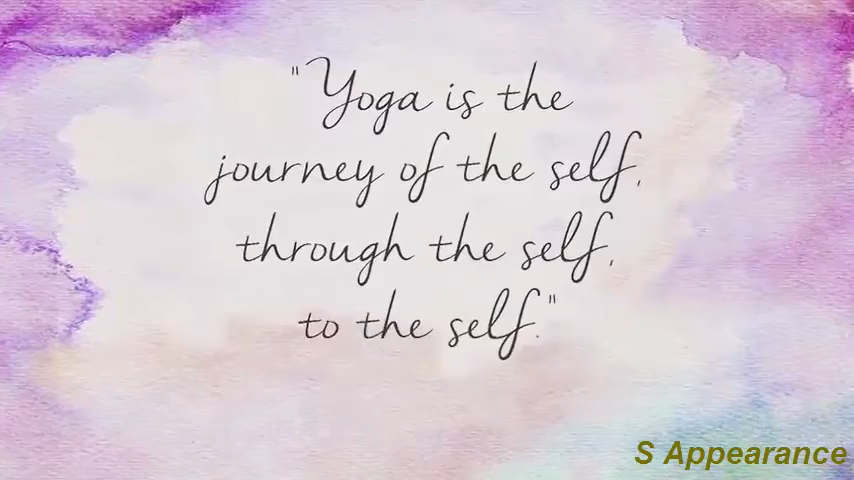 "Yoga is the
journey of the self,
through the self,
to the self."
S Appearance